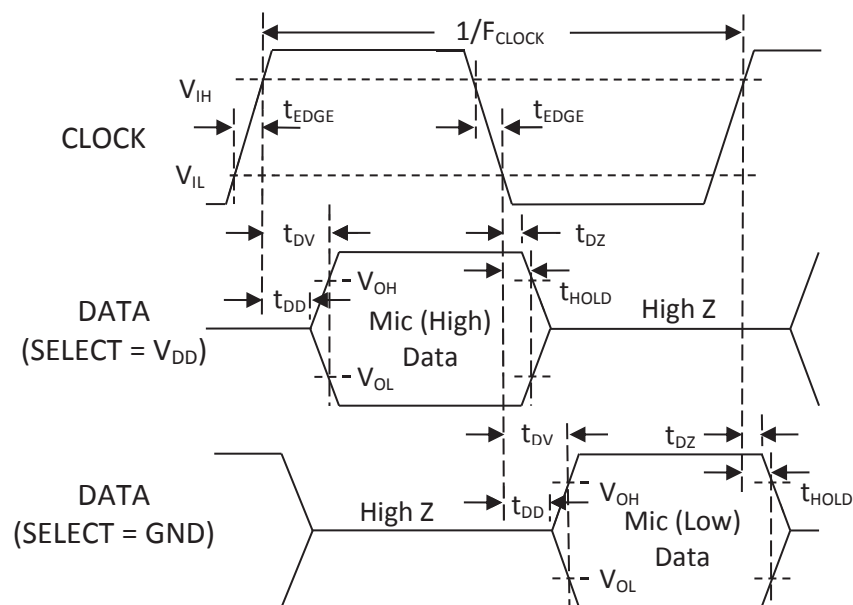 1/FCLOCK
VIH
tEDGE
tEDGE
CLOCK
VIL
tDV
tDZ
VOH
tHOLD
tDD
DATA
(SELECT = VDD)
Mic (High)
Data
High Z
VOL
tDV
tDZ
VOH
tHOLD
tDD
DATA
(SELECT = GND)
High Z
Mic (Low)
Data
VOL